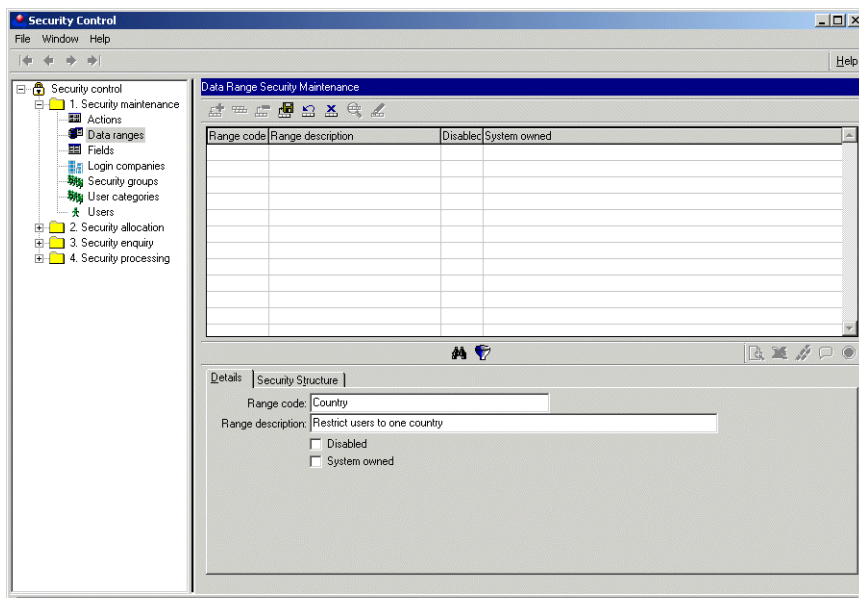 Security Control
File Window Help
Help
Security control
1. Security maintenance
Actions
Data ranges
Fields
Login companies
Security groups
User categories
Users
2. Security allocation
3. Security enquiry
4. Security processing
Data Range Security Maintenance
Range code Range description Disabled System owned
Details Security Structure
Range code: Country
Range description: Restrict users to one country
Disabled
System owned